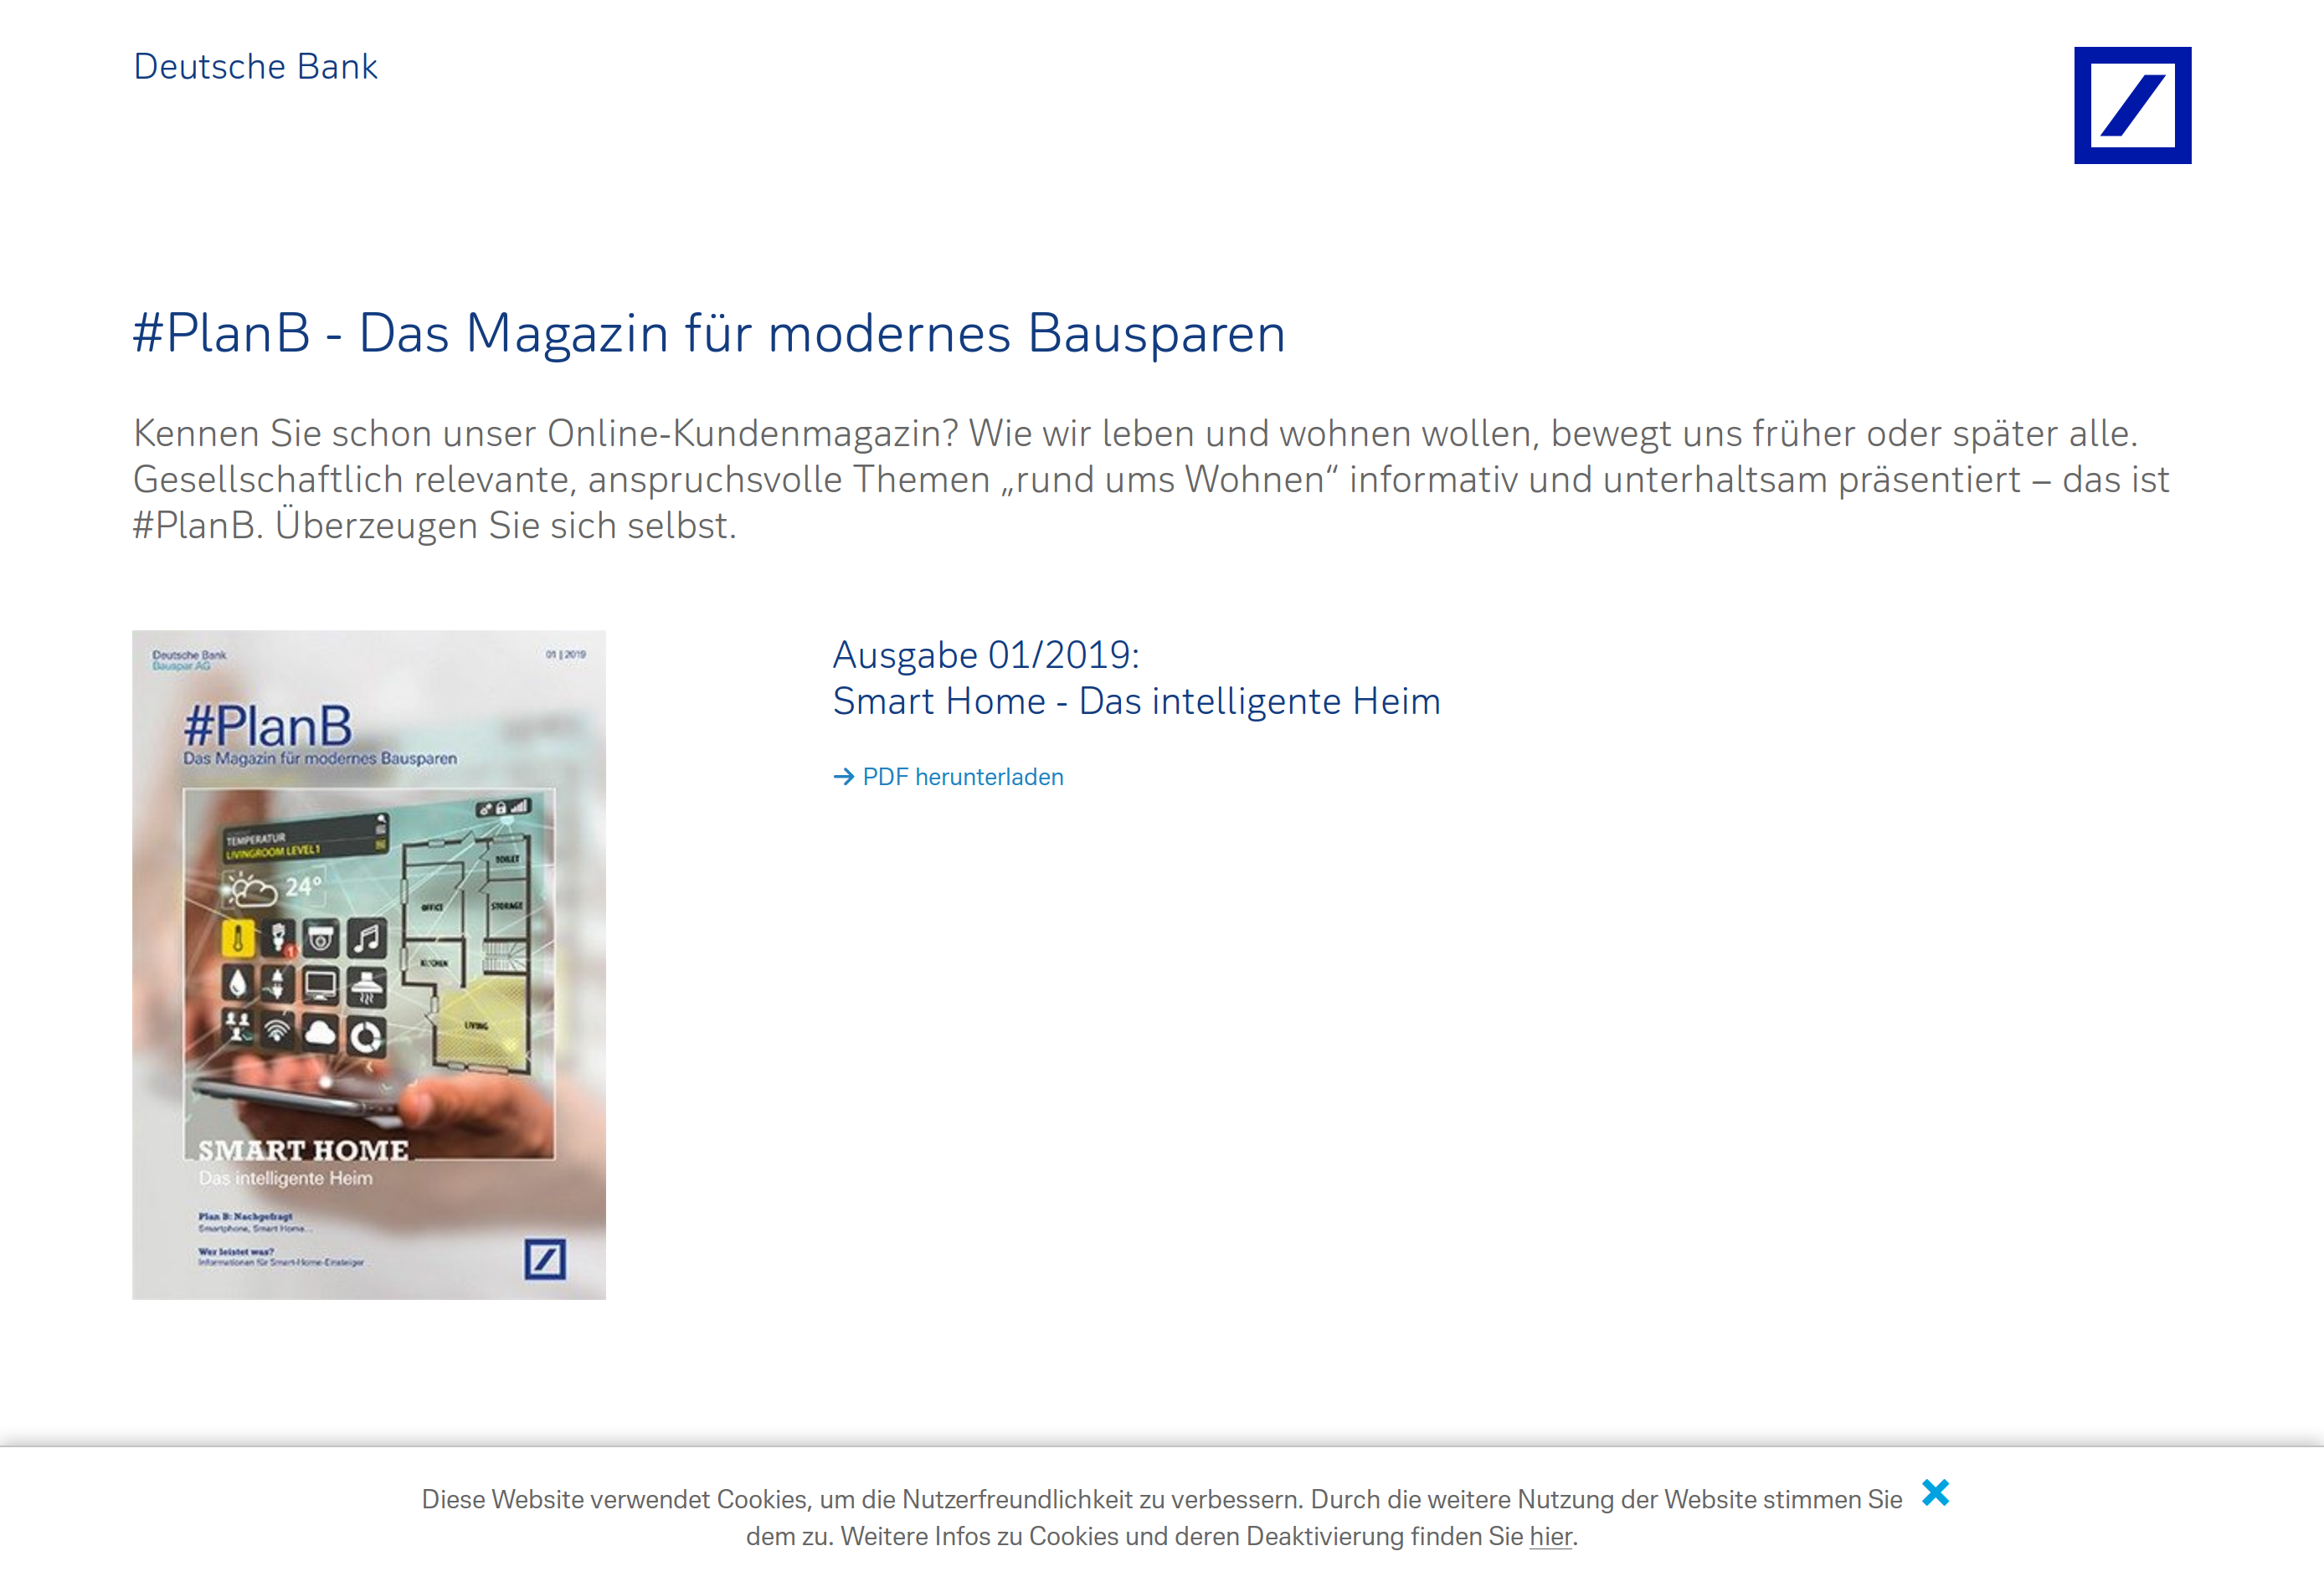 Deutsche Bank
#PlanB - Das Magazin für modernes Bausparen
Kennen Sie schon unser Online-Kundenmagazin? Wie wir leben und wohnen wollen, bewegt uns früher oder später alle.
Gesellschaftlich relevante, anspruchsvolle Themen „rund ums Wohnen“ informativ und unterhaltsam präsentiert – das ist
#PlanB. Überzeugen Sie sich selbst.
Deutsche Bank
Bauspar AG
01 || 2019
#PlanB
Das Magazin für modernes Bausparen
TEMPERATUR
LIVINGROOM LEVEL 1
24°
1
TOILET
OFFICE
STORAGE
KITCHEN
LIVING
SMART HOME
Das intelligente Heim
Plan B: Nachgefragt
Smartphone, Smart Home...
Wer leistet was?
Informationen für Smart-Home-Einsteiger
Ausgabe 01/2019:
Smart Home - Das intelligente Heim
→ PDF herunterladen
Diese Website verwendet Cookies, um die Nutzerfreundlichkeit zu verbessern. Durch die weitere Nutzung der Website stimmen Sie
dem zu. Weitere Infos zu Cookies und deren Deaktivierung finden Sie hier.